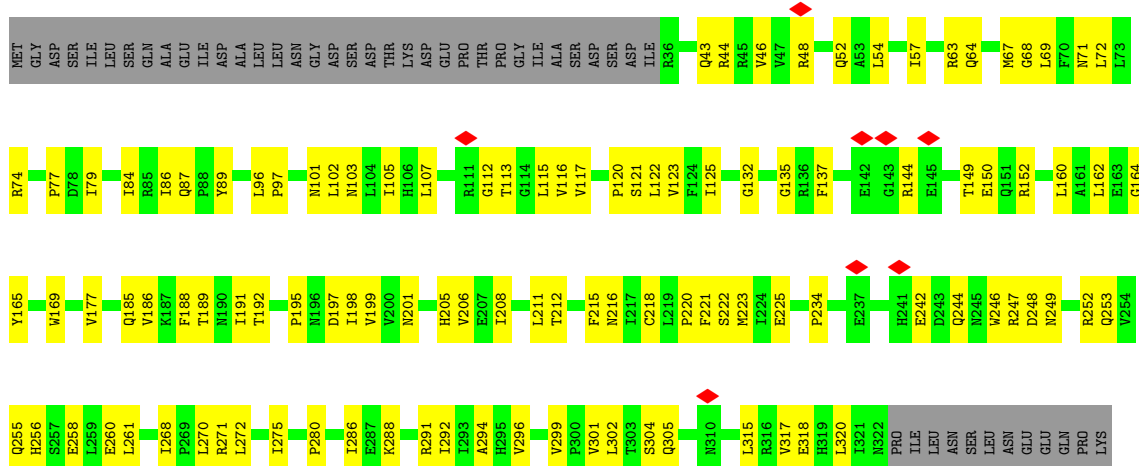 MET GLY ASP SER ILE LEU SER GLN ALA GLU ILE ASP ALA LEU LEU ASN GLY ASP SER ASP THR LYS ASP GLU PRO THR PRO GLY ILE ALA SER ASP SER ASP ILE R36 Q43 R44 R45 V46 V47 R48 Q52 A53 L54 I57 R63 Q64 M67 G68 L69 F70 N71 L72 L73
R74 P77 D78 I79 I84 R85 I86 Q87 P88 Y89 L96 P97 N101 L102 N103 L104 I105 H106 L107 R111 G112 T113 G114 L115 V116 V117 P120 S121 L122 V123 F124 I125 G132 G135 R136 F137 E142 G143 R144 E145 T149 E150 Q151 R152 L160 A161 L162 E163 G164
Y165 W169 V177 Q185 V186 K187 F188 T189 N190 I191 T192 P195 N196 D197 I198 V199 V200 N201 H205 V206 E207 I208 L211 T212 F215 N216 I217 C218 L219 P220 F221 S222 M223 I224 E225 P234 E237 H241 E242 D243 Q244 N245 W246 R247 D248 N249 R252 Q253 V254
Q255 H256 S257 E258 L259 E260 L261 I268 P269 L270 R271 L272 I275 P280 I286 E287 K288 R291 I292 I293 A294 H295 V296 V299 P300 V301 L302 T303 S304 Q305 N310 L315 R316 V317 E318 H319 L320 I321 N322 PRO ILE LEU ASN SER LEU ASN GLU GLU GLN PRO LYS